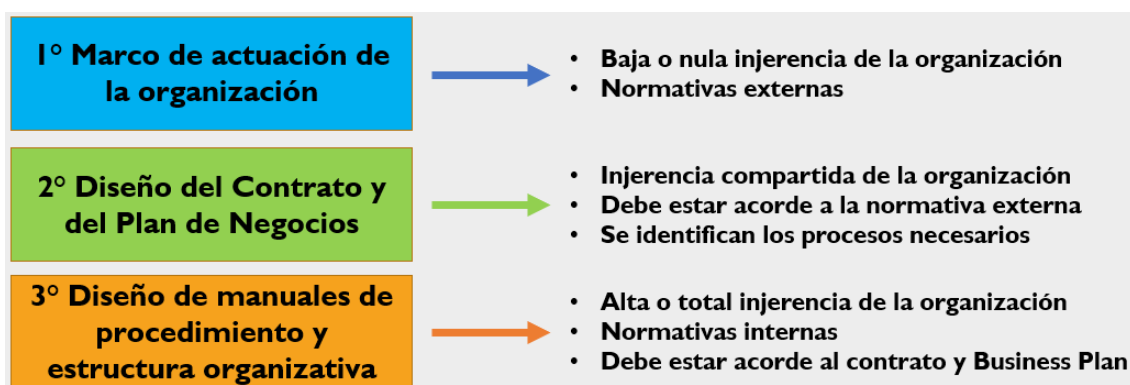 1° Marco de actuación de
la organización
• Baja o nula injerencia de la organización
• Normativas externas
2° Diseño del Contrato y
del Plan de Negocios
• Injerencia compartida de la organización
• Debe estar acorde a la normativa externa
• Se identifican los procesos necesarios
3° Diseño de manuales de
procedimiento y
estructura organizativa
• Alta o total injerencia de la organización
• Normativas internas
• Debe estar acorde al contrato y Business Plan